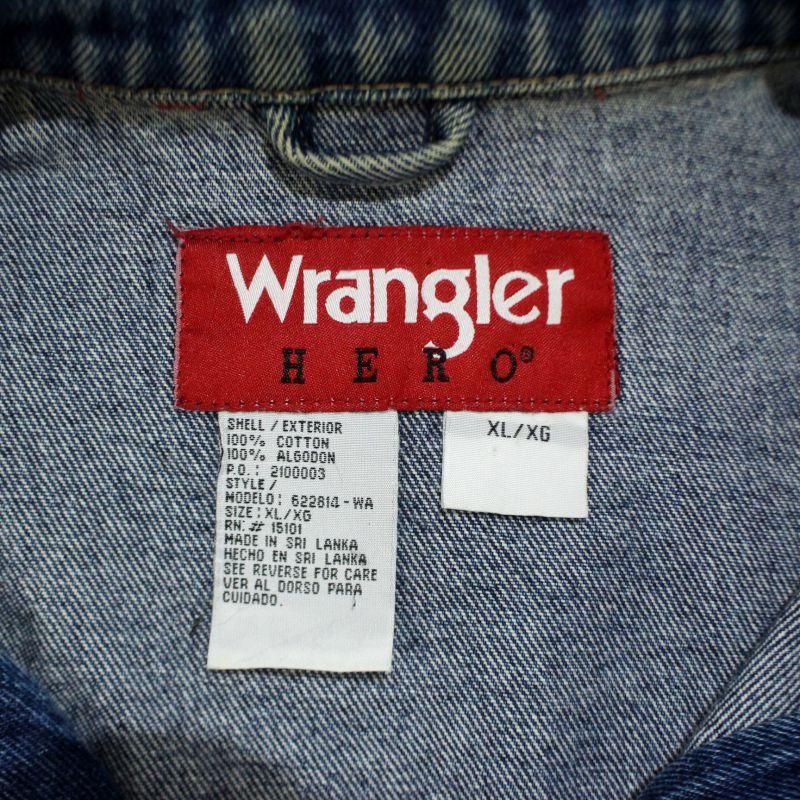 Wrangler
HERO®
SHELL / EXTERIOR
100% COTTON
100% ALGODON
P.O.: 2100003
STYLE /
MODELO: 622814-WA
SIZE: XL/XG
RN: # 15101
MADE IN SRI LANKA
HECHO EN SRI LANKA
SEE REVERSE FOR CARE
VER AL DORSO PARA
CUIDADO.
XL/XG